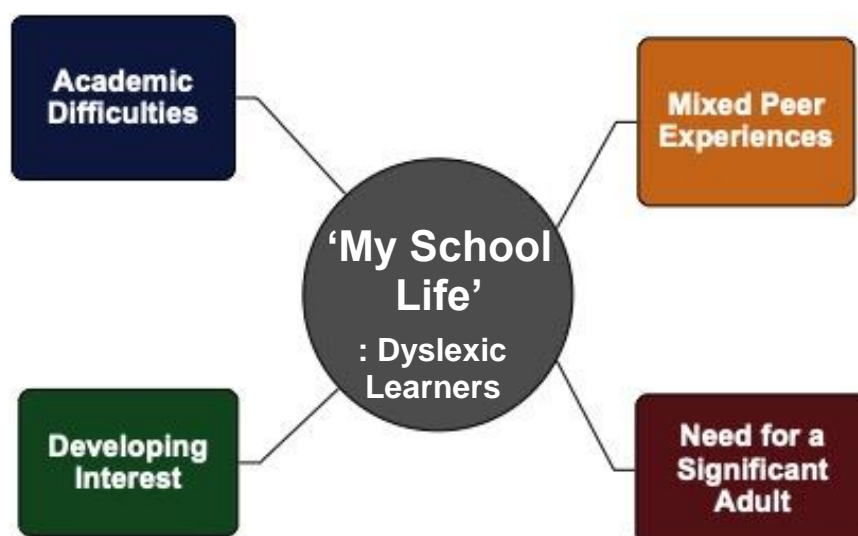 Academic
Difficulties
Mixed Peer
Experiences
‘My School
Life’
: Dyslexic
Learners
Developing
Interest
Need for a
Significant
Adult